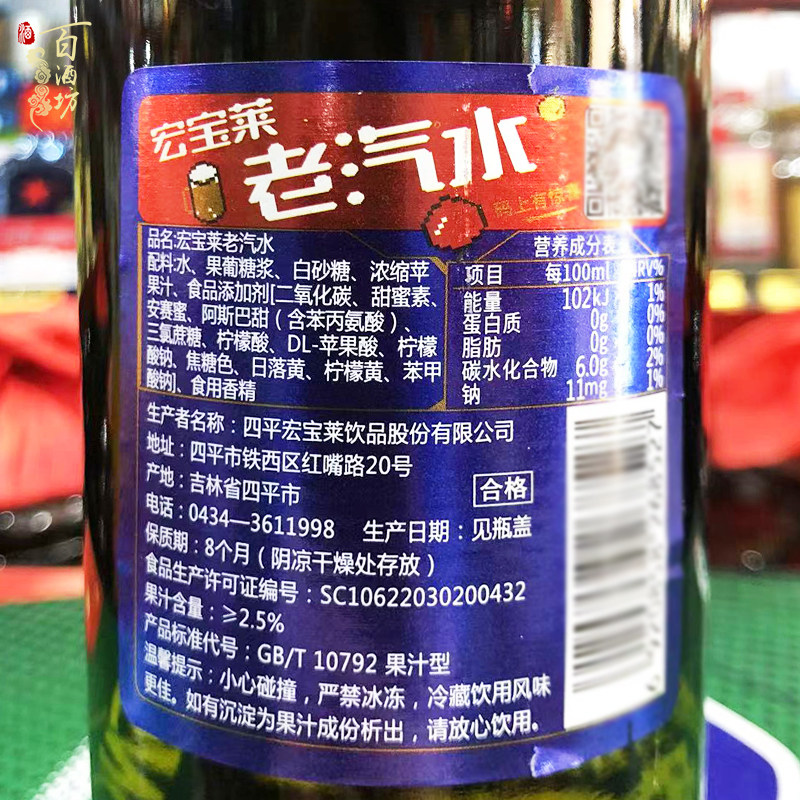 酒
百酒坊
宏宝莱
老汽水
码上有惊喜
品名:宏宝莱老汽水
配料:水、果葡糖浆、白砂糖、浓缩苹
果汁、食品添加剂[二氧化碳、甜蜜素、
安赛蜜、阿斯巴甜（含苯丙氨酸）、
三氯蔗糖、柠檬酸、DL-苹果酸、柠檬
酸钠、焦糖色、日落黄、柠檬黄、苯甲
酸钠]、食用香精
营养成分表
项目 每100ml NRV%
能量 102kJ 1%
蛋白质 0g 0%
脂肪 0g 0%
碳水化合物 6.0g 2%
钠 11mg 1%
生产者名称：四平宏宝莱饮品股份有限公司
地址：四平市铁西区红嘴路20号
产地：吉林省四平市
合格
电话：0434—3611998 生产日期：见瓶盖
保质期：8个月（阴凉干燥处存放）
食品生产许可证编号：SC10622030200432
果汁含量：≥2.5%
产品标准代号：GB/T 10792 果汁型
温馨提示：小心碰撞，严禁冰冻，冷藏饮用风味
更佳。如有沉淀为果汁成份析出，请放心饮用。